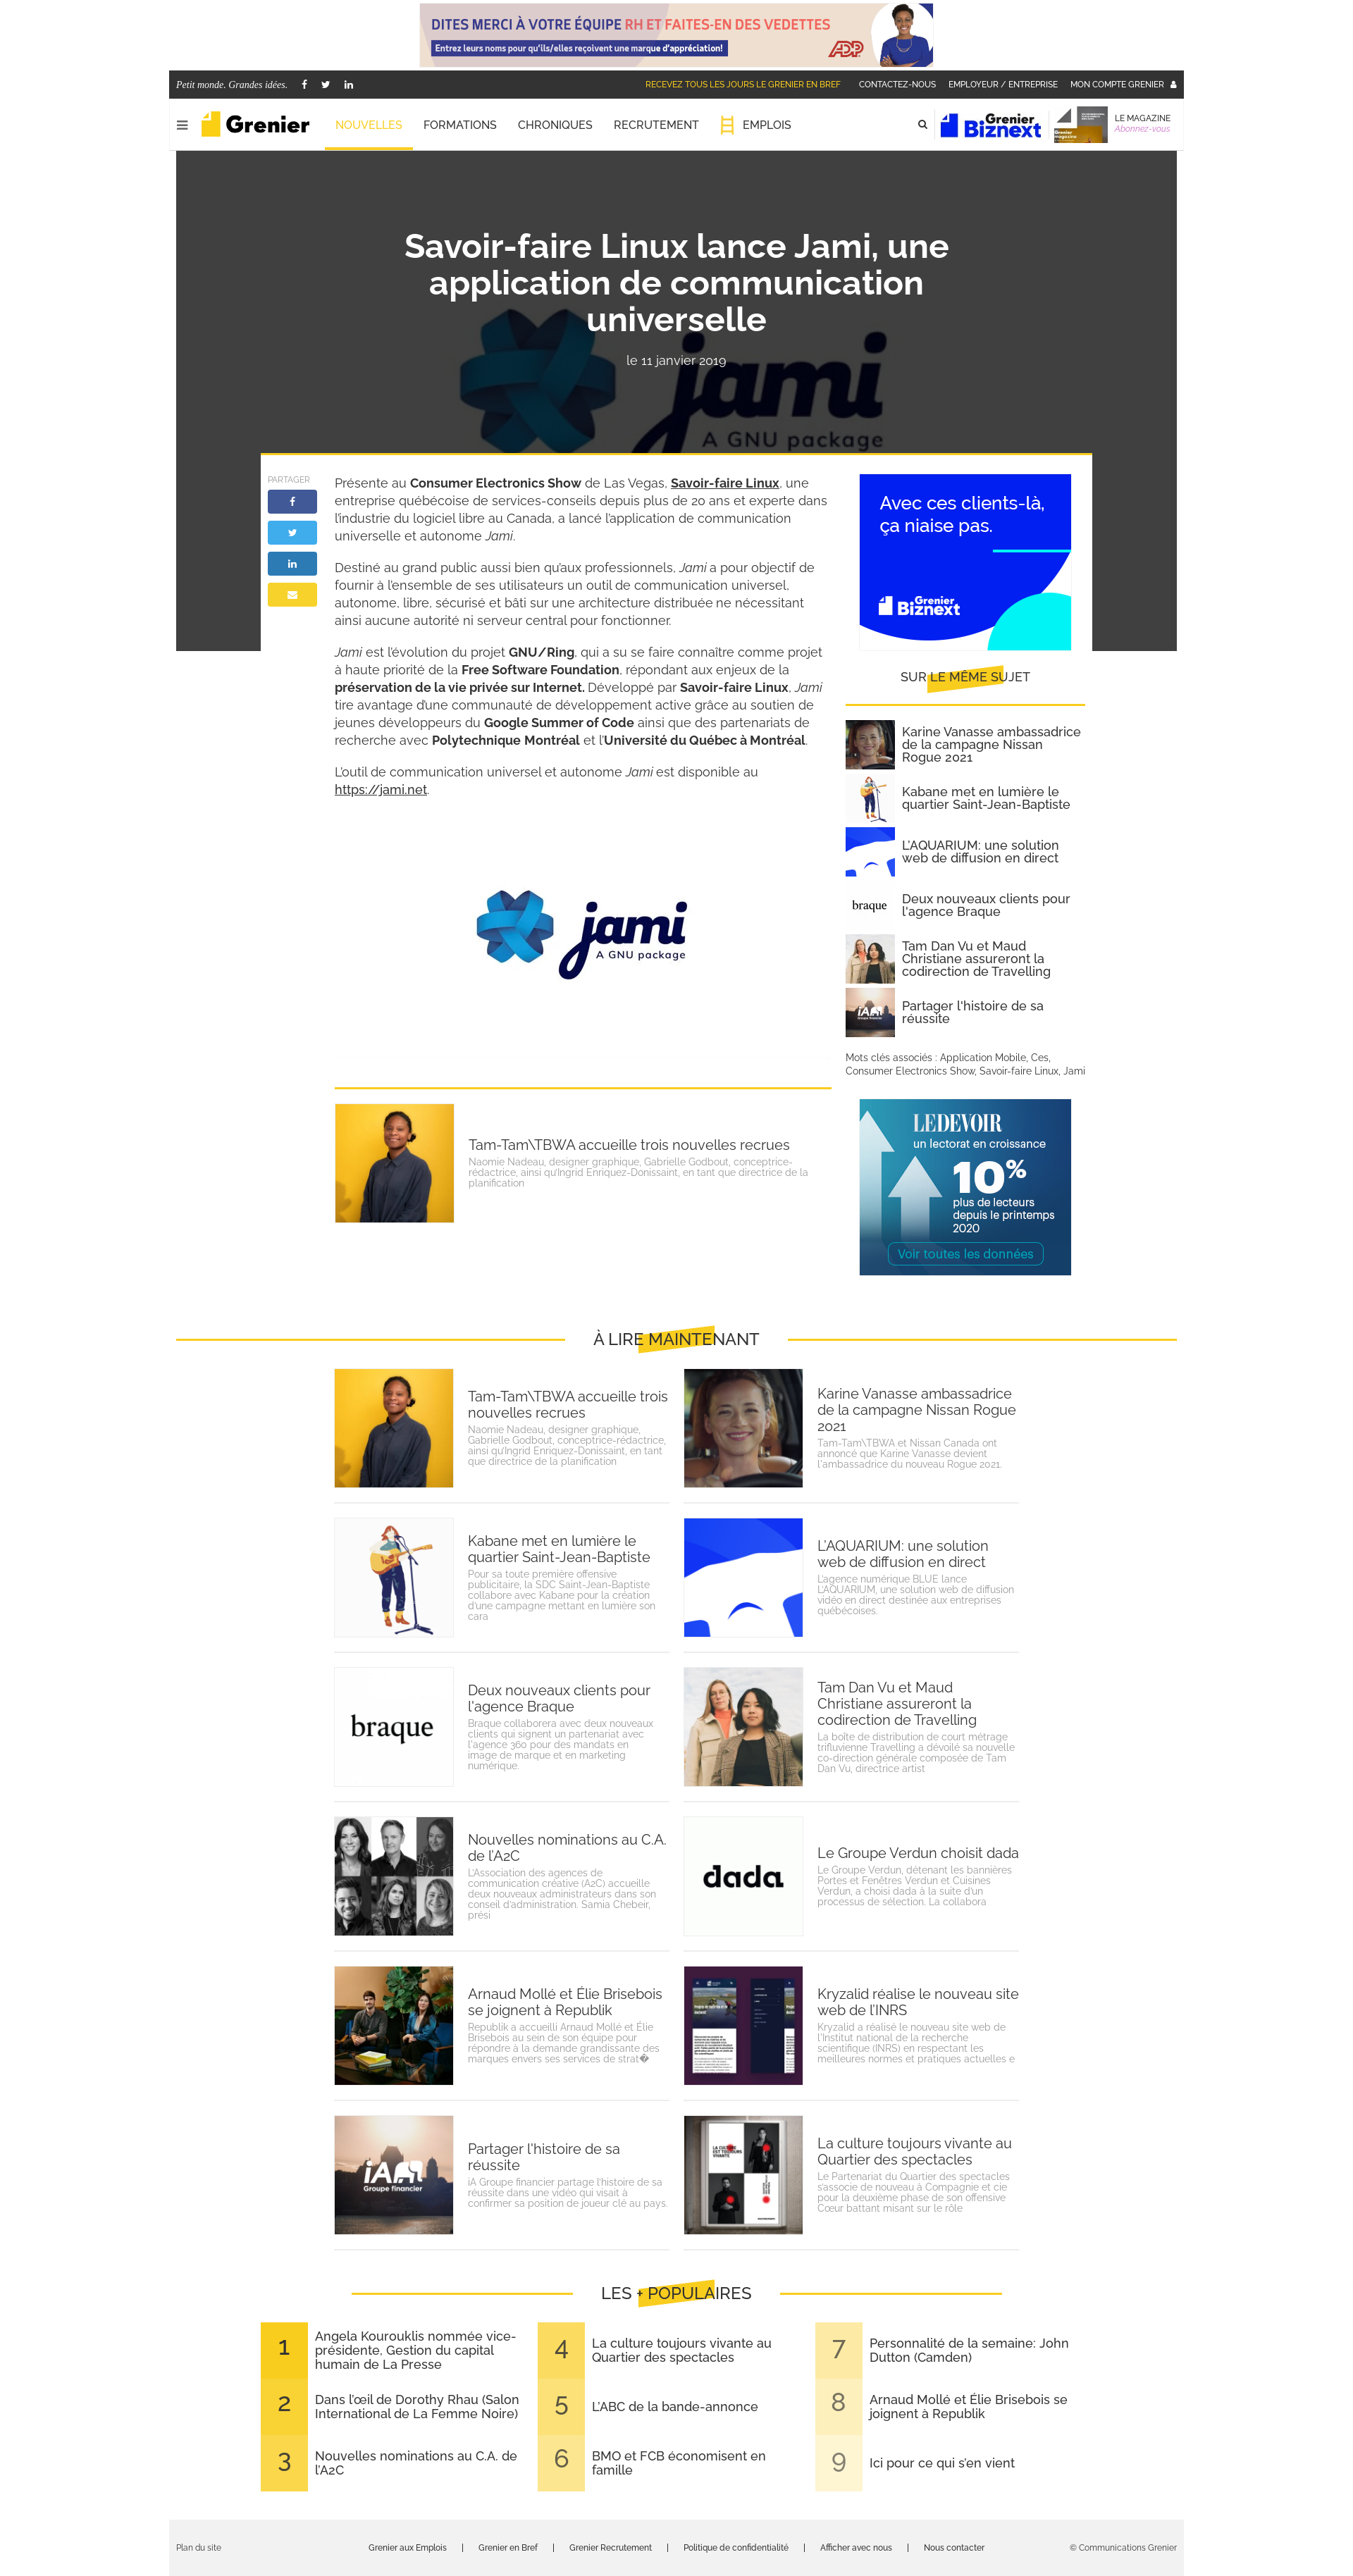 DITES MERCI À VOTRE ÉQUIPE RH ET FAITES-EN DES VEDETTES
Entrez leurs noms pour qu'ils/elles reçoivent une marque d'appréciation!
ADP
Petit monde. Grandes idées.
RECEVEZ TOUS LES JOURS LE GRENIER EN BREF
CONTACTEZ-NOUS
EMPLOYEUR / ENTREPRISE
MON COMPTE GRENIER
Grenier
NOUVELLES
FORMATIONS
CHRONIQUES
RECRUTEMENT
EMPLOIS
Grenier
Biznext
LE MAGAZINE
Abonnez-vous
Savoir-faire Linux lance Jami, une
application de communication
universelle
le 11 janvier 2019
jami
A GNU package
PARTAGER
Présente au Consumer Electronics Show de Las Vegas, Savoir-faire Linux, une
entreprise québécoise de services-conseils depuis plus de 20 ans et experte dans
l'industrie du logiciel libre au Canada, a lancé l'application de communication
universelle et autonome Jami.
Destiné au grand public aussi bien qu'aux professionnels, Jami a pour objectif de
fournir à l'ensemble de ses utilisateurs un outil de communication universel,
autonome, libre, sécurisé et bâti sur une architecture distribuée ne nécessitant
ainsi aucune autorité ni serveur central pour fonctionner.
Jami est l'évolution du projet GNU/Ring, qui a su se faire connaître comme projet
à haute priorité de la Free Software Foundation, répondant aux enjeux de la
préservation de la vie privée sur Internet. Développé par Savoir-faire Linux, Jami
tire avantage d'une communauté de développement active grâce au soutien de
jeunes développeurs du Google Summer of Code ainsi que des partenariats de
recherche avec Polytechnique Montréal et l'Université du Québec à Montréal.
L'outil de communication universel et autonome Jami est disponible au
https://jami.net.
jami
A GNU package
Tam-Tam\TBWA accueille trois nouvelles recrues
Naomie Nadeau, designer graphique, Gabrielle Godbout, conceptrice-
rédactrice, ainsi qu'Ingrid Enriquez-Donissaint, en tant que directrice de la
planification
Avec ces clients-là,
ça niaise pas.
Grenier
Biznext
SUR LE MÊME SUJET
Karine Vanasse ambassadrice
de la campagne Nissan
Rogue 2021
Kabane met en lumière le
quartier Saint-Jean-Baptiste
L'AQUARIUM: une solution
web de diffusion en direct
braque
Deux nouveaux clients pour
l'agence Braque
Tam Dan Vu et Maud
Christiane assureront la
codirection de Travelling
iA
Groupe financier
Partager l'histoire de sa
réussite
Mots clés associés : Application Mobile, Ces,
Consumer Electronics Show, Savoir-faire Linux, Jami
LE DEVOIR
un lectorat en croissance
10%
plus de lecteurs
depuis le printemps
2020
Voir toutes les données
À LIRE MAINTENANT
Tam-Tam\TBWA accueille trois
nouvelles recrues
Naomie Nadeau, designer graphique,
Gabrielle Godbout, conceptrice-rédactrice,
ainsi qu'Ingrid Enriquez-Donissaint, en tant
que directrice de la planification
Karine Vanasse ambassadrice
de la campagne Nissan Rogue
2021
Tam-Tam\TBWA et Nissan Canada ont
annoncé que Karine Vanasse devient
l'ambassadrice du nouveau Rogue 2021.
Kabane met en lumière le
quartier Saint-Jean-Baptiste
Pour sa toute première offensive
publicitaire, la SDC Saint-Jean-Baptiste
collabore avec Kabane pour la création
d'une campagne mettant en lumière son
cara
L'AQUARIUM: une solution
web de diffusion en direct
L'agence numérique BLUE lance
L'AQUARIUM, une solution web de diffusion
vidéo en direct destinée aux entreprises
québécoises.
braque
Deux nouveaux clients pour
l'agence Braque
Braque collaborera avec deux nouveaux
clients qui signent un partenariat avec
l'agence 360 pour des mandats en
image de marque et en marketing
numérique.
Tam Dan Vu et Maud
Christiane assureront la
codirection de Travelling
La boîte de distribution de court métrage
trifluvienne Travelling a dévoilé sa nouvelle
co-direction générale composée de Tam
Dan Vu, directrice artist
Nouvelles nominations au C.A.
de l'A2C
L'Association des agences de
communication créative (A2C) accueille
deux nouveaux administrateurs dans son
conseil d'administration. Samia Chebeir,
prési
dada
Le Groupe Verdun choisit dada
Le Groupe Verdun, détenant les bannières
Portes et Fenêtres Verdun et Cuisines
Verdun, a choisi dada à la suite d'un
processus de sélection. La collabora
Arnaud Mollé et Élie Brisebois
se joignent à Republik
Republik a accueilli Arnaud Mollé et Élie
Brisebois au sein de son équipe pour
répondre à la demande grandissante des
marques envers ses services de strat�
Kryzalid réalise le nouveau site
web de l'INRS
Kryzalid a réalisé le nouveau site web de
l'Institut national de la recherche
scientifique (INRS) en respectant les
meilleures normes et pratiques actuelles e
iA
Groupe financier
Partager l'histoire de sa
réussite
iA Groupe financier partage l'histoire de sa
réussite dans une vidéo qui visait à
confirmer sa position de joueur clé au pays.
LA CULTURE
EST TOUJOURS
VIVANTE
La culture toujours vivante au
Quartier des spectacles
Le Partenariat du Quartier des spectacles
s'associe de nouveau à Compagnie et cie
pour la deuxième phase de son offensive
Cœur battant misant sur le rôle
LES + POPULAIRES
1
Angela Kourouklis nommée vice-
présidente, Gestion du capital
humain de La Presse
2
Dans l'œil de Dorothy Rhau (Salon
International de La Femme Noire)
3
Nouvelles nominations au C.A. de
l'A2C
4
La culture toujours vivante au
Quartier des spectacles
5
L'ABC de la bande-annonce
6
BMO et FCB économisent en
famille
7
Personnalité de la semaine: John
Dutton (Camden)
8
Arnaud Mollé et Élie Brisebois se
joignent à Republik
9
Ici pour ce qui s'en vient
Plan du site
Grenier aux Emplois | Grenier en Bref | Grenier Recrutement | Politique de confidentialité | Afficher avec nous | Nous contacter
© Communications Grenier